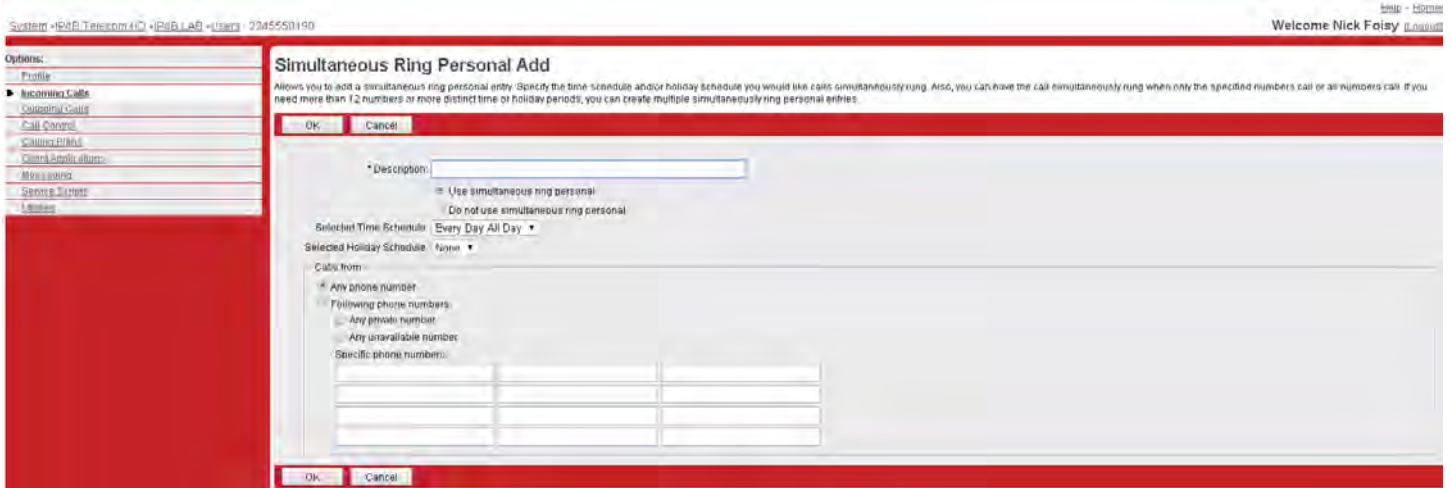 Help - Home
System >IP4B Telecom HQ >IP4B LAB >Users : 2245550190
Welcome Nick Foisy [Logout]
Options:
Profile
Incoming Calls
Outgoing Calls
Call Control
Calling Plans
Client Applications
Messaging
Service Scripts
Utilities
Simultaneous Ring Personal Add
Allows you to add a simultaneous ring personal entry. Specify the time schedule and/or holiday schedule you would like calls simultaneously rung. Also, you can have the call simultaneously rung when only the specified numbers call or all numbers call. If you
need more than 12 numbers or more distinct time or holiday periods, you can create multiple simultaneously ring personal entries.
OK Cancel
* Description:
Use simultaneous ring personal
Do not use simultaneous ring personal
Selected Time Schedule: Every Day All Day
Selected Holiday Schedule: None
Calls from
Any phone number
Following phone numbers:
Any private number
Any unavailable number
Specific phone numbers:
OK Cancel